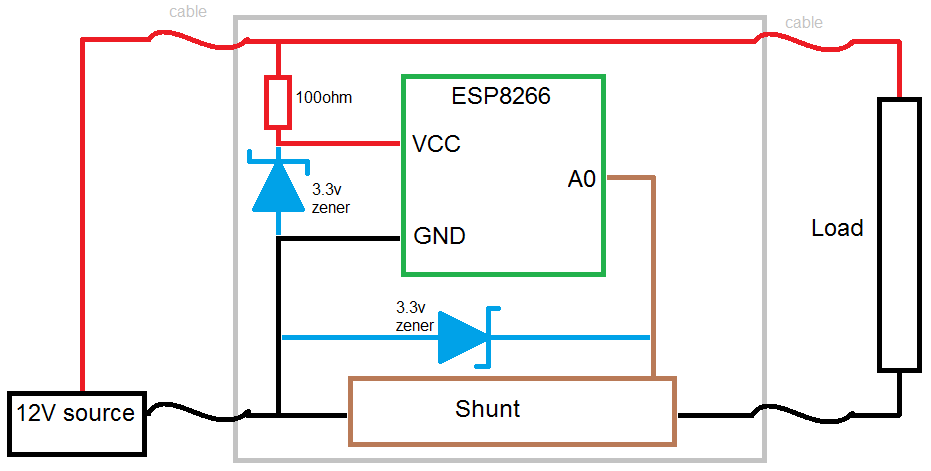 cable
cable
100ohm
ESP8266
VCC
A0
3.3v
zener
GND
Load
3.3v
zener
12V source
Shunt